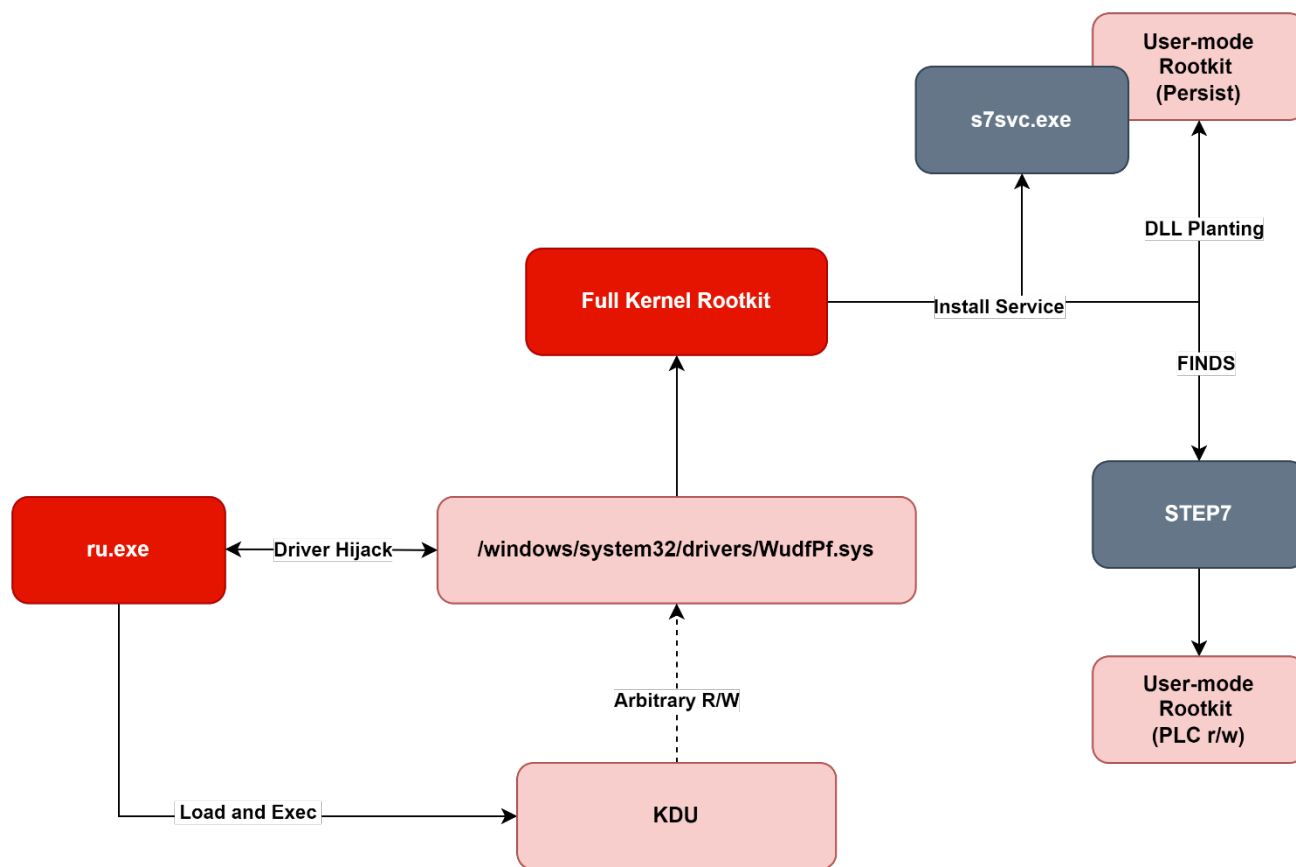 User-mode
Rootkit
(Persist)
s7svc.exe
DLL Planting
Full Kernel Rootkit
Install Service
FINDS
ru.exe
Driver Hijack
/windows/system32/drivers/WudfPf.sys
STEP7
Arbitrary R/W
User-mode
Rootkit
(PLC r/w)
Load and Exec
KDU